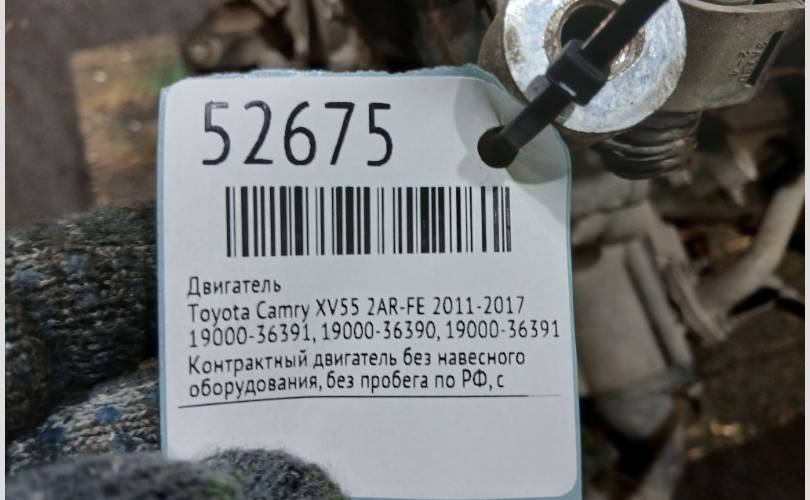 52675
Двигатель
Toyota Camry XV55 2AR-FE 2011-2017
19000-36391, 19000-36390, 19000-36391
Контрактный двигатель без навесного
оборудования, без пробега по РФ, с